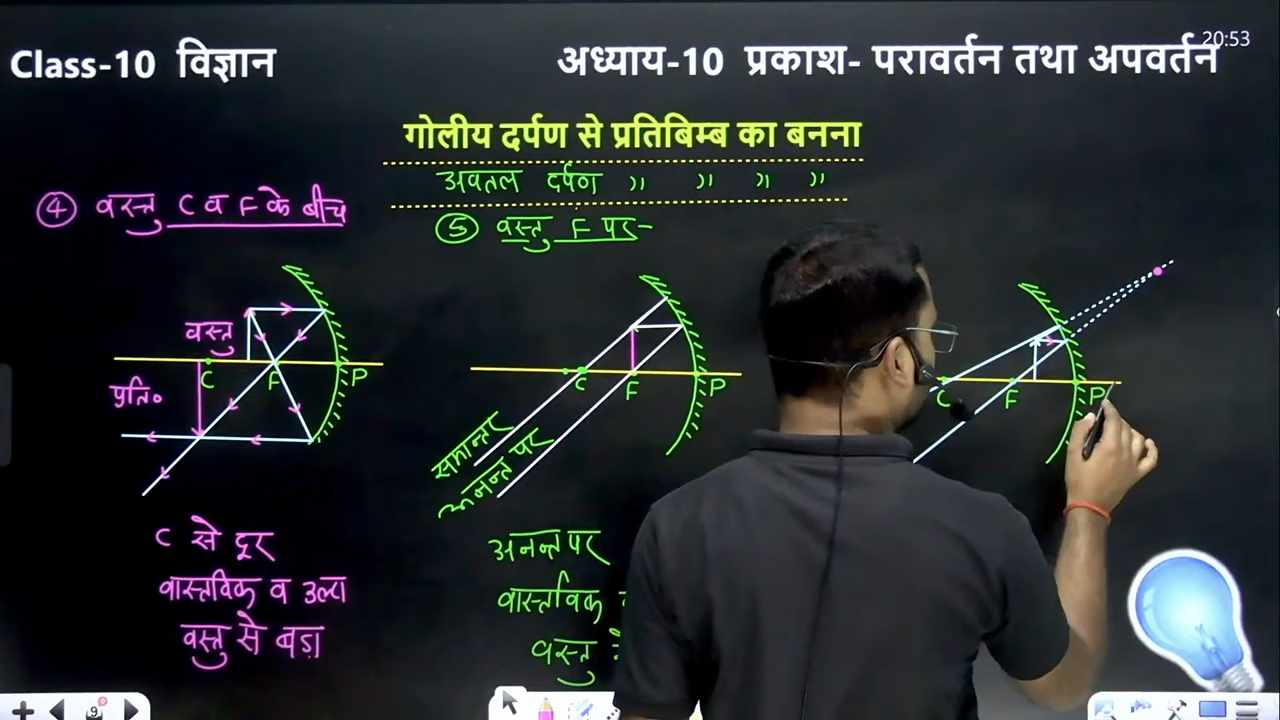 20:53
Class-10 विज्ञान
अध्याय-10 प्रकाश- परावर्तन तथा अपवर्तन
गोलीय दर्पण से प्रतिबिम्ब का बनना
अवतल दर्पण " " " "
④ वस्तु C व F के बीच
⑤ वस्तु F पर
वस्तु
प्रति०
C F P
C F P
C F P
समान्तर
अनन्त पर
C से दूर
वास्तविक व उल्टा
वस्तु से बड़ा
अनन्त पर
वास्तविक
वस्तु
9